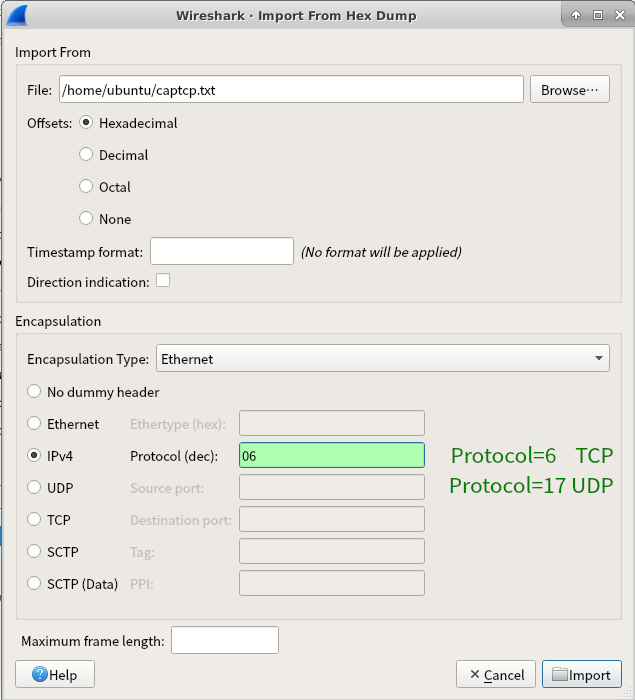 Wireshark · Import From Hex Dump
Import From
File: /home/ubuntu/captcp.txt Browse···
Offsets: Hexadecimal
Decimal
Octal
None
Timestamp format: (No format will be applied)
Direction indication:
Encapsulation
Encapsulation Type: Ethernet
No dummy header
Ethernet Ethertype (hex):
IPv4 Protocol (dec): 06 Protocol=6 TCP
UDP Source port: Protocol=17 UDP
TCP Destination port:
SCTP Tag:
SCTP (Data) PPI:
Maximum frame length:
Help Cancel Import